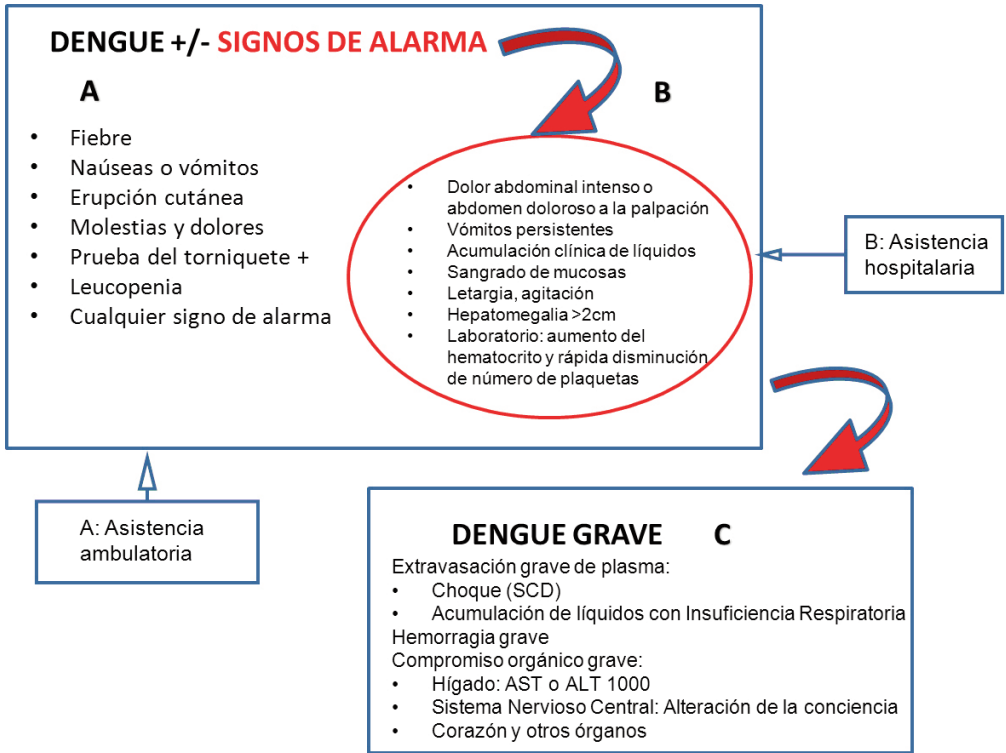 DENGUE +/- SIGNOS DE ALARMA
A
• Fiebre
• Naúseas o vómitos
• Erupción cutánea
• Molestias y dolores
• Prueba del torniquete +
• Leucopenia
• Cualquier signo de alarma
B
• Dolor abdominal intenso o
abdomen doloroso a la palpación
• Vómitos persistentes
• Acumulación clínica de líquidos
• Sangrado de mucosas
• Letargia, agitación
• Hepatomegalia >2cm
• Laboratorio: aumento del
hematocrito y rápida disminución
de número de plaquetas
B: Asistencia
hospitalaria
A: Asistencia
ambulatoria
DENGUE GRAVE C
Extravasación grave de plasma:
• Choque (SCD)
• Acumulación de líquidos con Insuficiencia Respiratoria
Hemorragia grave
Compromiso orgánico grave:
• Hígado: AST o ALT 1000
• Sistema Nervioso Central: Alteración de la conciencia
• Corazón y otros órganos